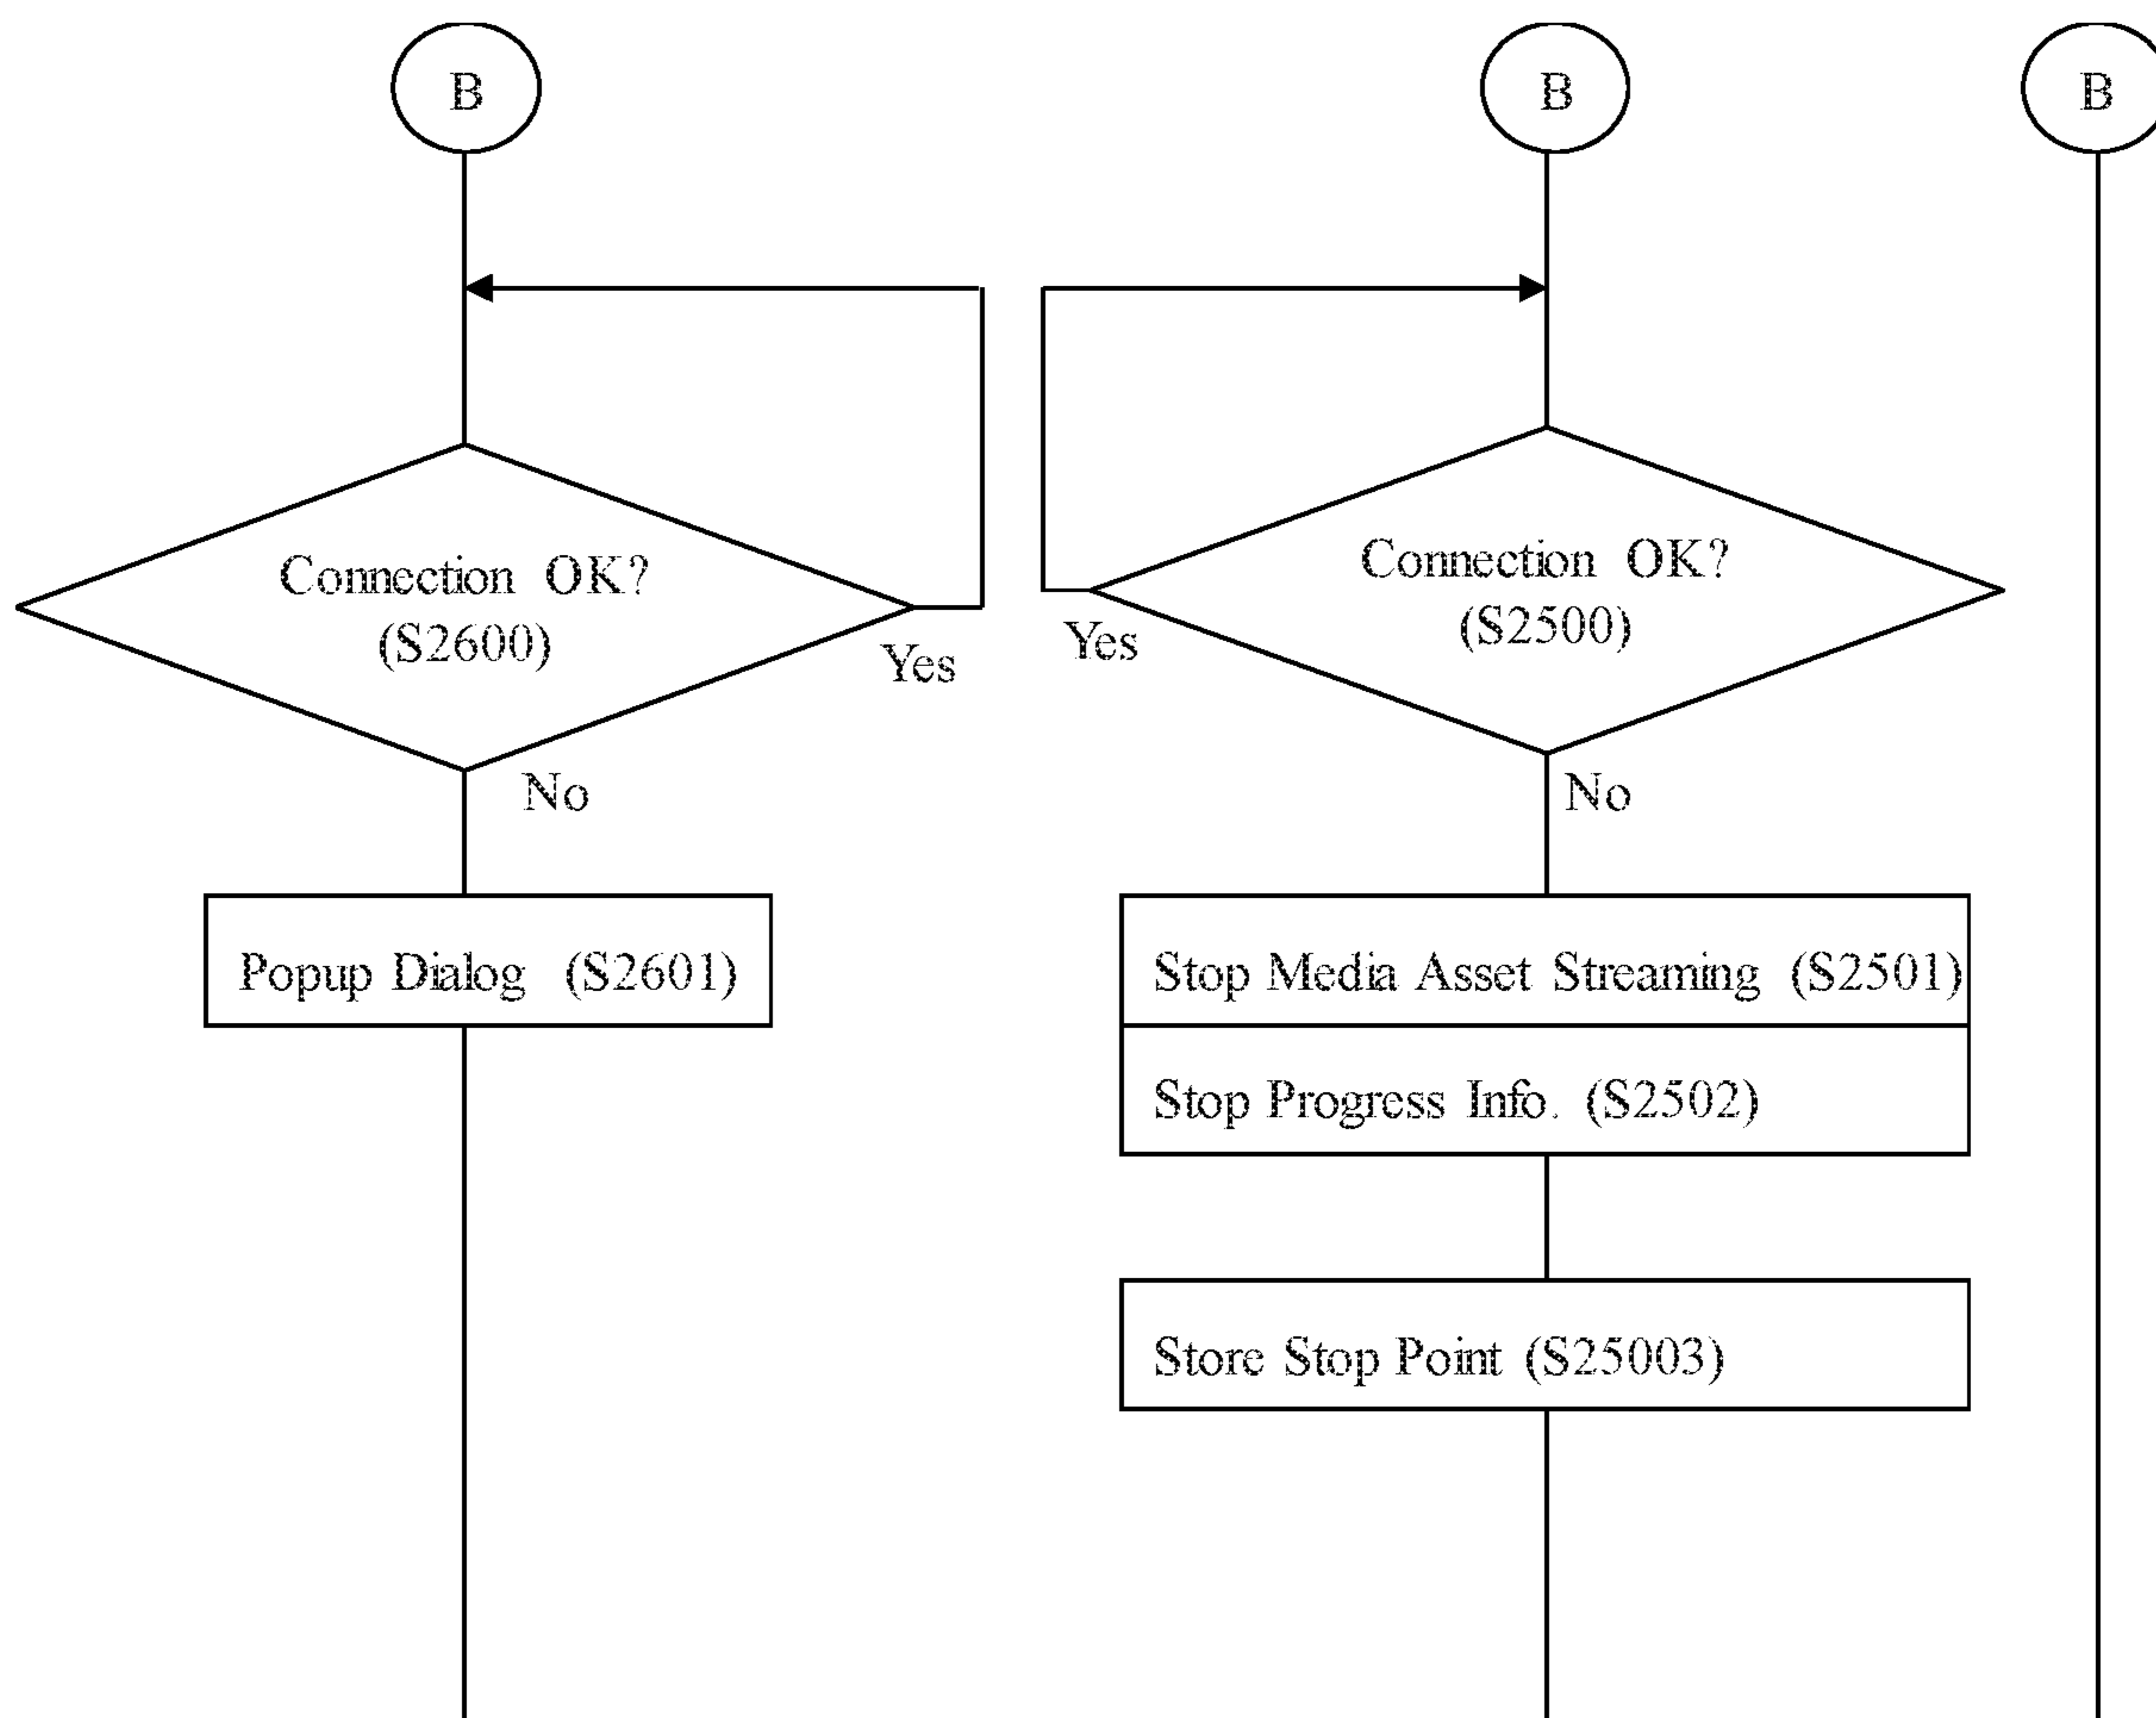 B
B
B
Connection OK?
(S2600)
Yes
No
Popup Dialog (S2601)
Connection OK?
(S2500)
Yes
No
Stop Media Asset Streaming (S2501)
Stop Progress Info. (S2502)
Store Stop Point (S25003)